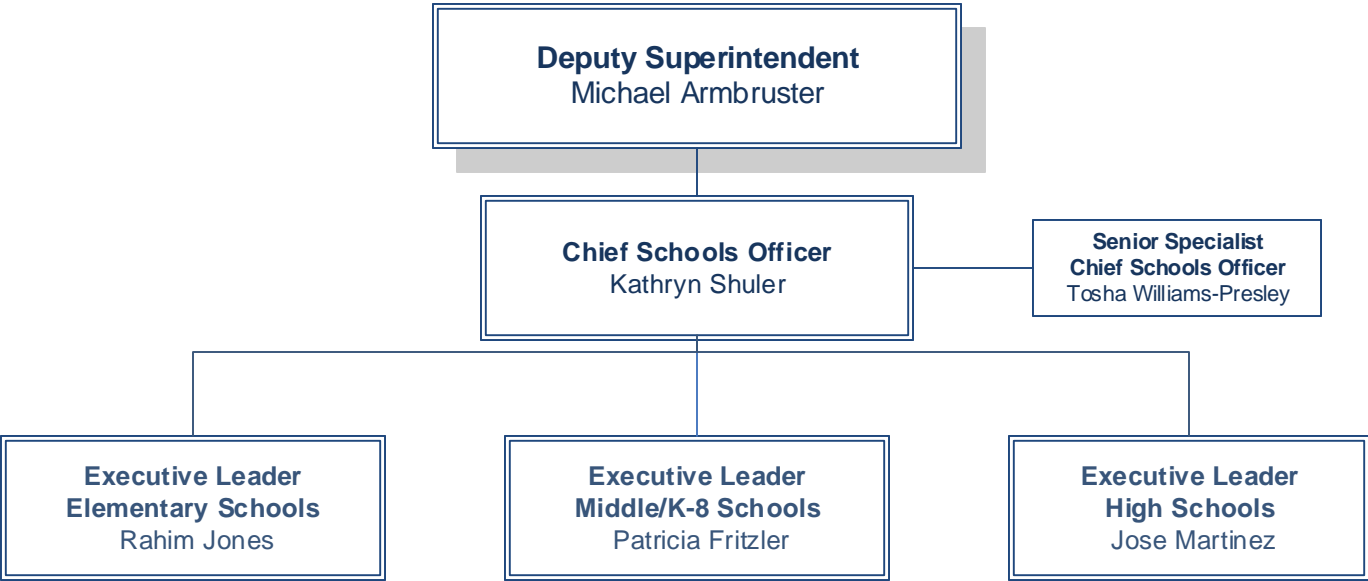 Deputy Superintendent
Michael Armbruster
Chief Schools Officer
Kathryn Shuler
Senior Specialist
Chief Schools Officer
Tosha Williams-Presley
Executive Leader
Elementary Schools
Rahim Jones
Executive Leader
Middle/K-8 Schools
Patricia Fritzler
Executive Leader
High Schools
Jose Martinez